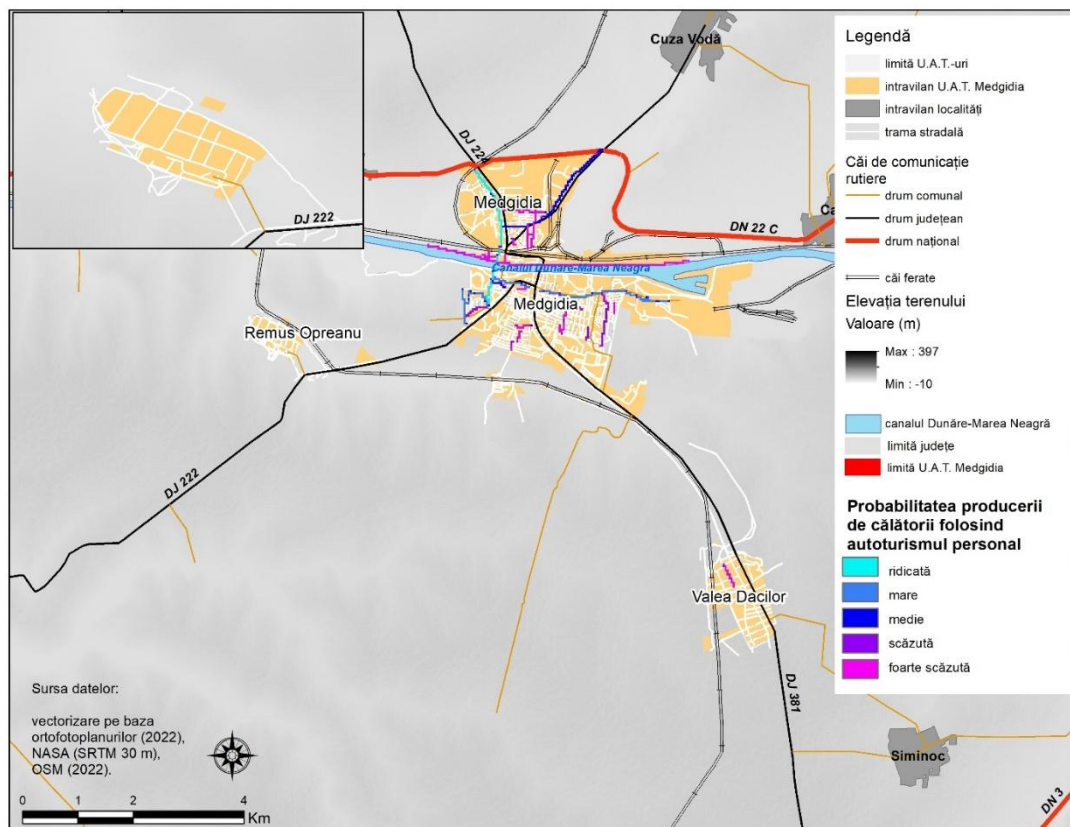 Cuza Vodă
DJ 224
Medgidia
DJ 222
DN 22 C
Ca
Canalul Dunăre-Marea Neagră
Medgidia
Remus Opreanu
DJ 222
Valea Dacilor
DJ 381
Siminoc
DN 3
Sursa datelor:
vectorizare pe baza
ortofotoplanurilor (2022),
NASA (SRTM 30 m),
OSM (2022).
0 1 2 4
Km
Legendă
limită U.A.T.-uri
intravilan U.A.T. Medgidia
intravilan localități
trama stradală
Căi de comunicație
rutiere
drum comunal
drum județean
drum național
căi ferate
Elevația terenului
Valoare (m)
Max : 397
Min : -10
canalul Dunăre-Marea Neagră
limită județe
limită U.A.T. Medgidia
Probabilitatea producerii
de călătorii folosind
autoturismul personal
ridicată
mare
medie
scăzută
foarte scăzută